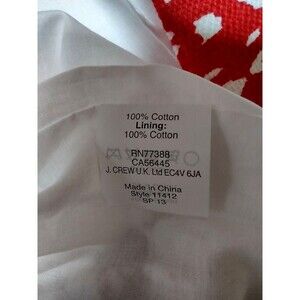 100% Cotton
Lining:
100% Cotton
RN77388
CA56445
J. CREW U.K. Ltd EC4V 6JA
Made in China
Style 11412
SP 13